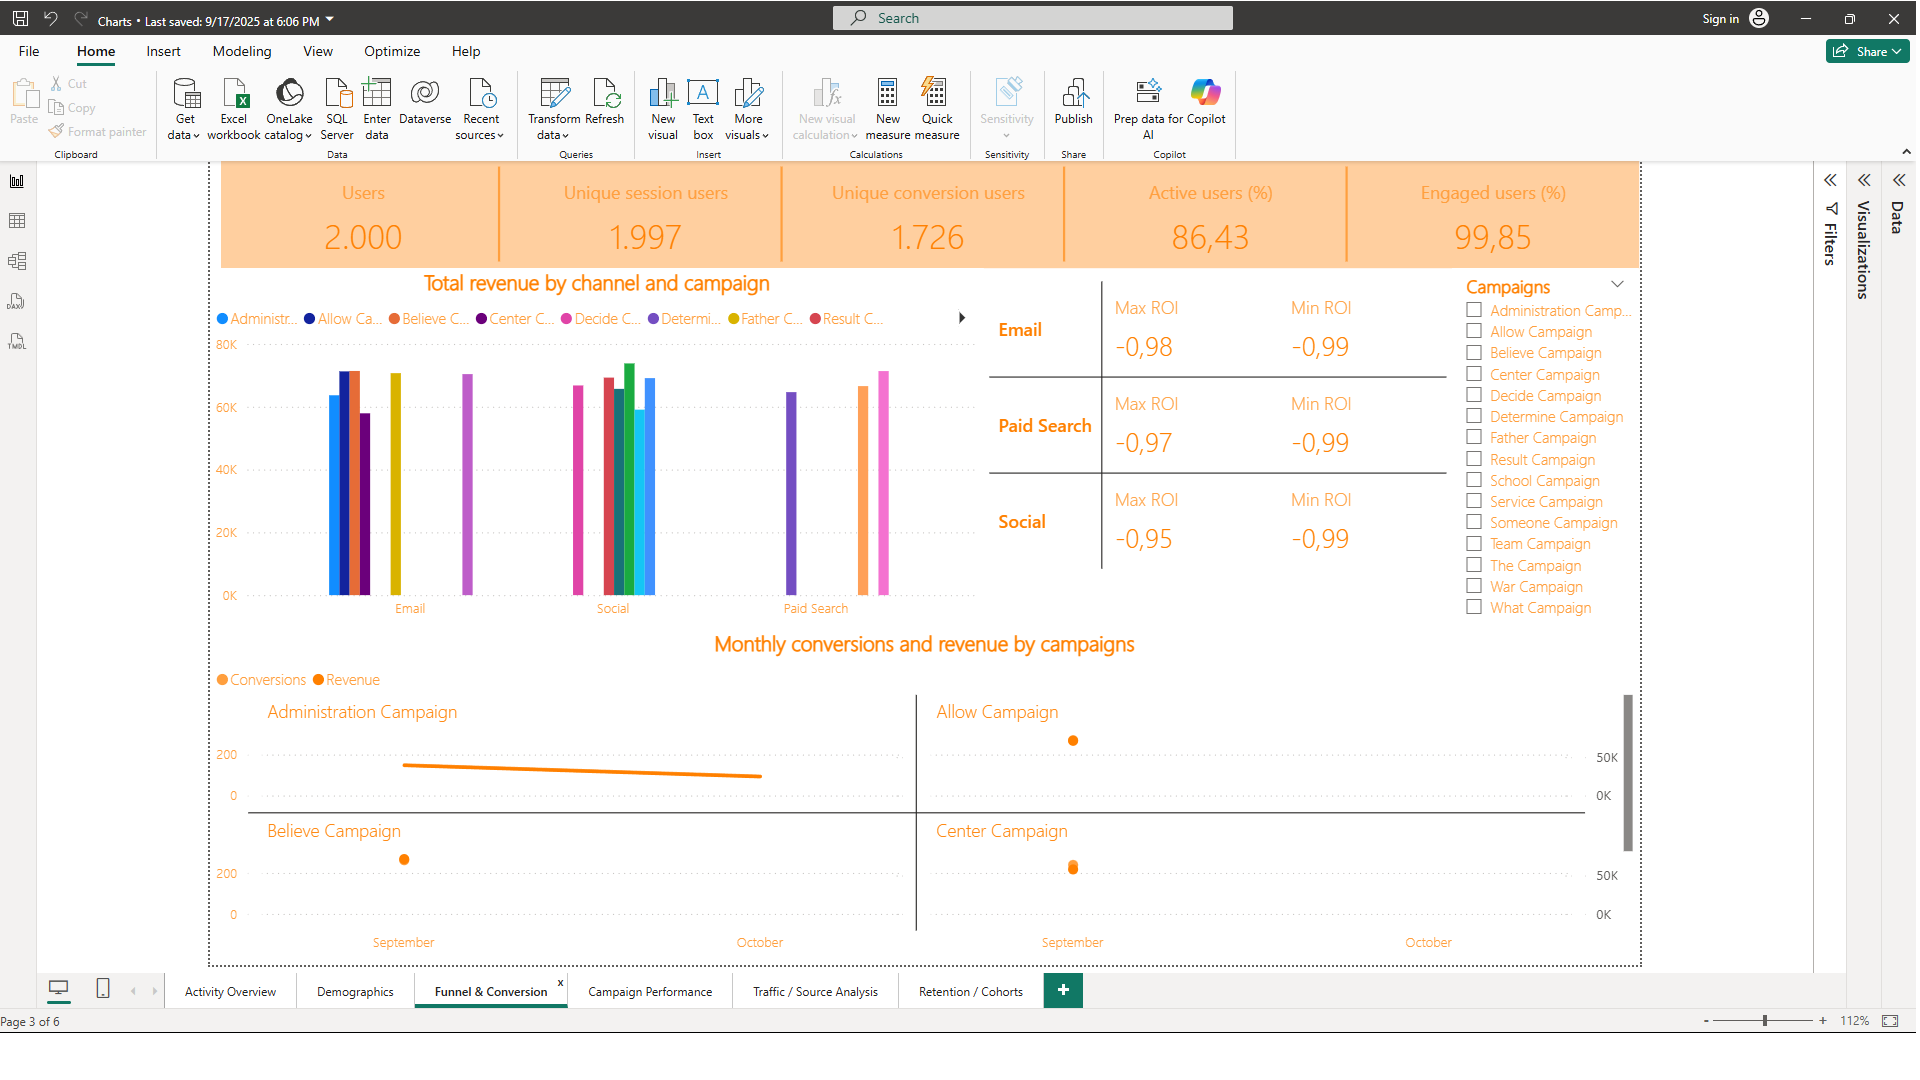 Charts • Last saved: 9/17/2025 at 6:06 PM
Search
Sign in
File Home Insert Modeling View Optimize Help
Share
Paste
Cut
Copy
Format painter
Clipboard
Get data
Excel workbook
OneLake catalog
SQL Server
Enter data
Dataverse
Recent sources
Data
Transform data
Refresh
Queries
New visual
Text box
More visuals
Insert
New visual calculation
New measure
Quick measure
Calculations
Sensitivity
Sensitivity
Publish
Share
Prep data for AI
Copilot
Copilot
Users
2.000
Unique session users
1.997
Unique conversion users
1.726
Active users (%)
86,43
Engaged users (%)
99,85
Filters
Visualizations
Data
Total revenue by channel and campaign
Administr... Allow Ca... Believe C... Center C... Decide C... Determi... Father C... Result C...
80K
60K
40K
20K
0K
Email Social Paid Search
Email
Max ROI Min ROI
-0,98 -0,99
Paid Search
Max ROI Min ROI
-0,97 -0,99
Social
Max ROI Min ROI
-0,95 -0,99
Campaigns
Administration Camp...
Allow Campaign
Believe Campaign
Center Campaign
Decide Campaign
Determine Campaign
Father Campaign
Result Campaign
School Campaign
Service Campaign
Someone Campaign
Team Campaign
The Campaign
War Campaign
What Campaign
Monthly conversions and revenue by campaigns
Conversions Revenue
Administration Campaign
200
0
Allow Campaign
50K
0K
Believe Campaign
200
0
Center Campaign
50K
0K
September October September October
Activity Overview Demographics Funnel & Conversion x Campaign Performance Traffic / Source Analysis Retention / Cohorts +
Page 3 of 6
- + 112%